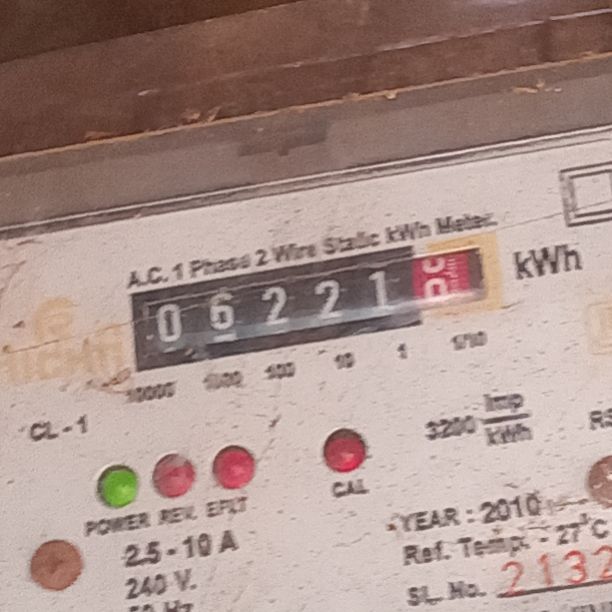 A.C. 1 Phase 2 Wire Static kWh Meter
0 6 2 2 1
kWh
10000 1000 100 10 1 1/10
CL - 1
3200 Imp
kWh
POWER REV. EFLT
CAL
2.5 - 10 A
240 V.
50 Hz
YEAR : 2010
Ref. Temp. - 27°C
SL. No. 2132